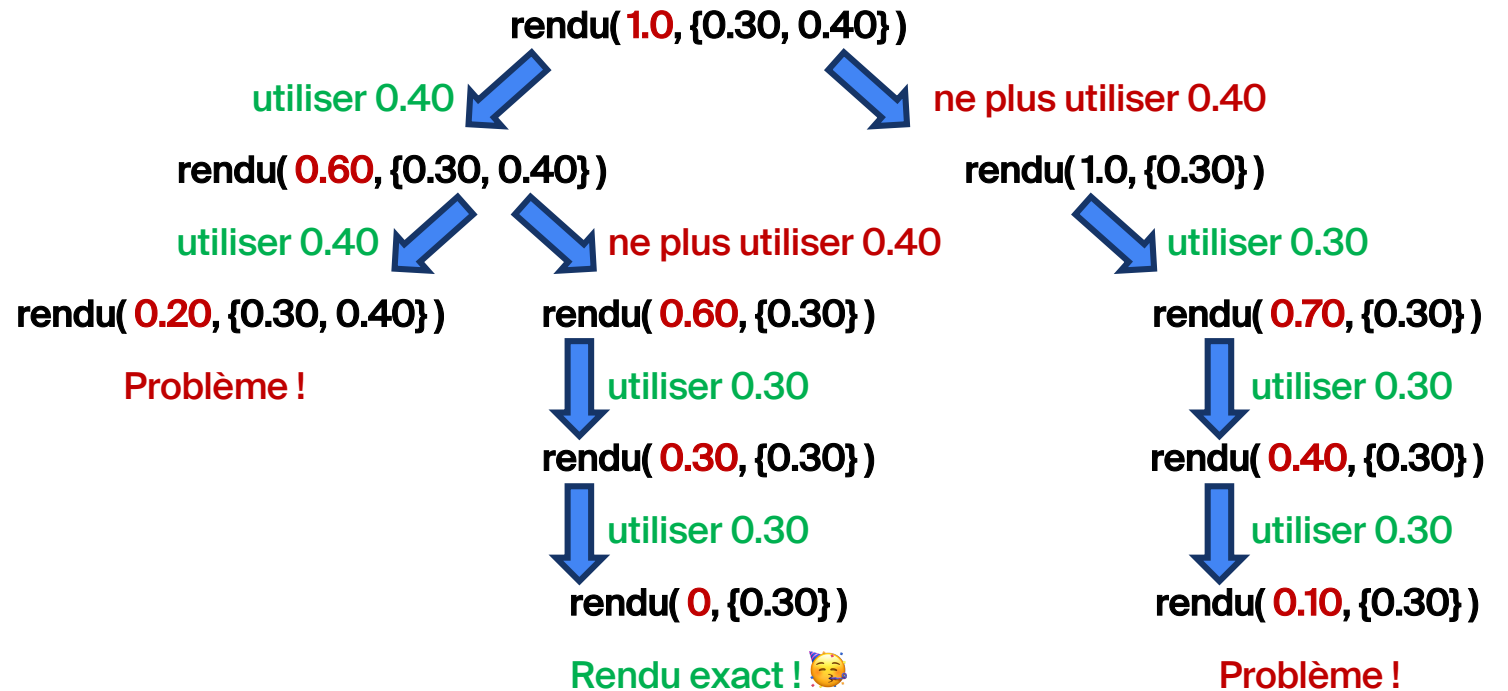 rendu( 1.0, {0.30, 0.40} )
utiliser 0.40
ne plus utiliser 0.40
rendu( 0.60, {0.30, 0.40} )
rendu( 1.0, {0.30} )
utiliser 0.40
ne plus utiliser 0.40
utiliser 0.30
rendu( 0.20, {0.30, 0.40} )
rendu( 0.60, {0.30} )
rendu( 0.70, {0.30} )
Problème !
utiliser 0.30
utiliser 0.30
rendu( 0.30, {0.30} )
rendu( 0.40, {0.30} )
utiliser 0.30
utiliser 0.30
rendu( 0, {0.30} )
rendu( 0.10, {0.30} )
Rendu exact ! 🥳
Problème !